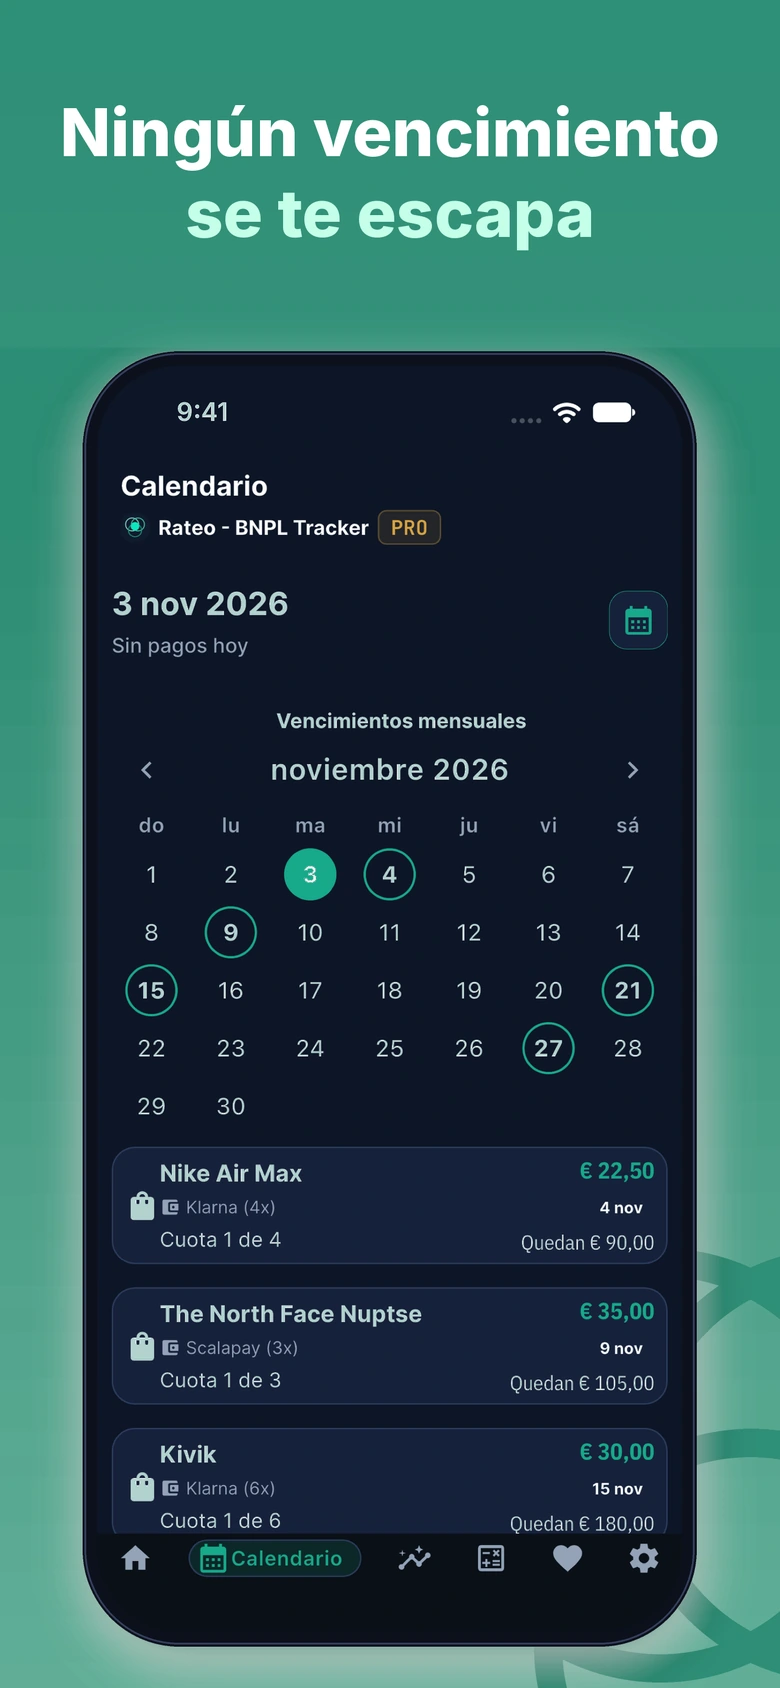 Ningún vencimiento
se te escapa
9:41
Calendario
Rateo - BNPL Tracker PRO
3 nov 2026
Sin pagos hoy
Vencimientos mensuales
noviembre 2026
do lu ma mi ju vi sá
1 2 3 4 5 6 7
8 9 10 11 12 13 14
15 16 17 18 19 20 21
22 23 24 25 26 27 28
29 30
Nike Air Max € 22,50
Klarna (4x) 4 nov
Cuota 1 de 4 Quedan € 90,00
The North Face Nuptse € 35,00
Scalapay (3x) 9 nov
Cuota 1 de 3 Quedan € 105,00
Kivik € 30,00
Klarna (6x) 15 nov
Cuota 1 de 6 Quedan € 180,00
Calendario